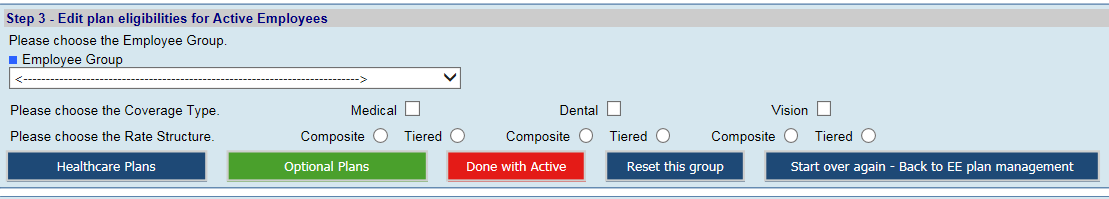 Step 3 - Edit plan eligibilities for Active Employees
Please choose the Employee Group.
Employee Group
<--------------------------------------------------------------------------->
Please choose the Coverage Type. Medical Dental Vision
Please choose the Rate Structure. Composite Tiered Composite Tiered Composite Tiered
Healthcare Plans Optional Plans Done with Active Reset this group Start over again - Back to EE plan management